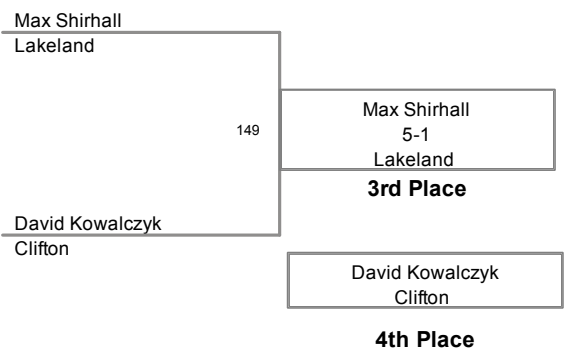 Max Shirhall
Lakeland
149
Max Shirhall
5-1
Lakeland
3rd Place
David Kowalczyk
Clifton
David Kowalczyk
Clifton
4th Place